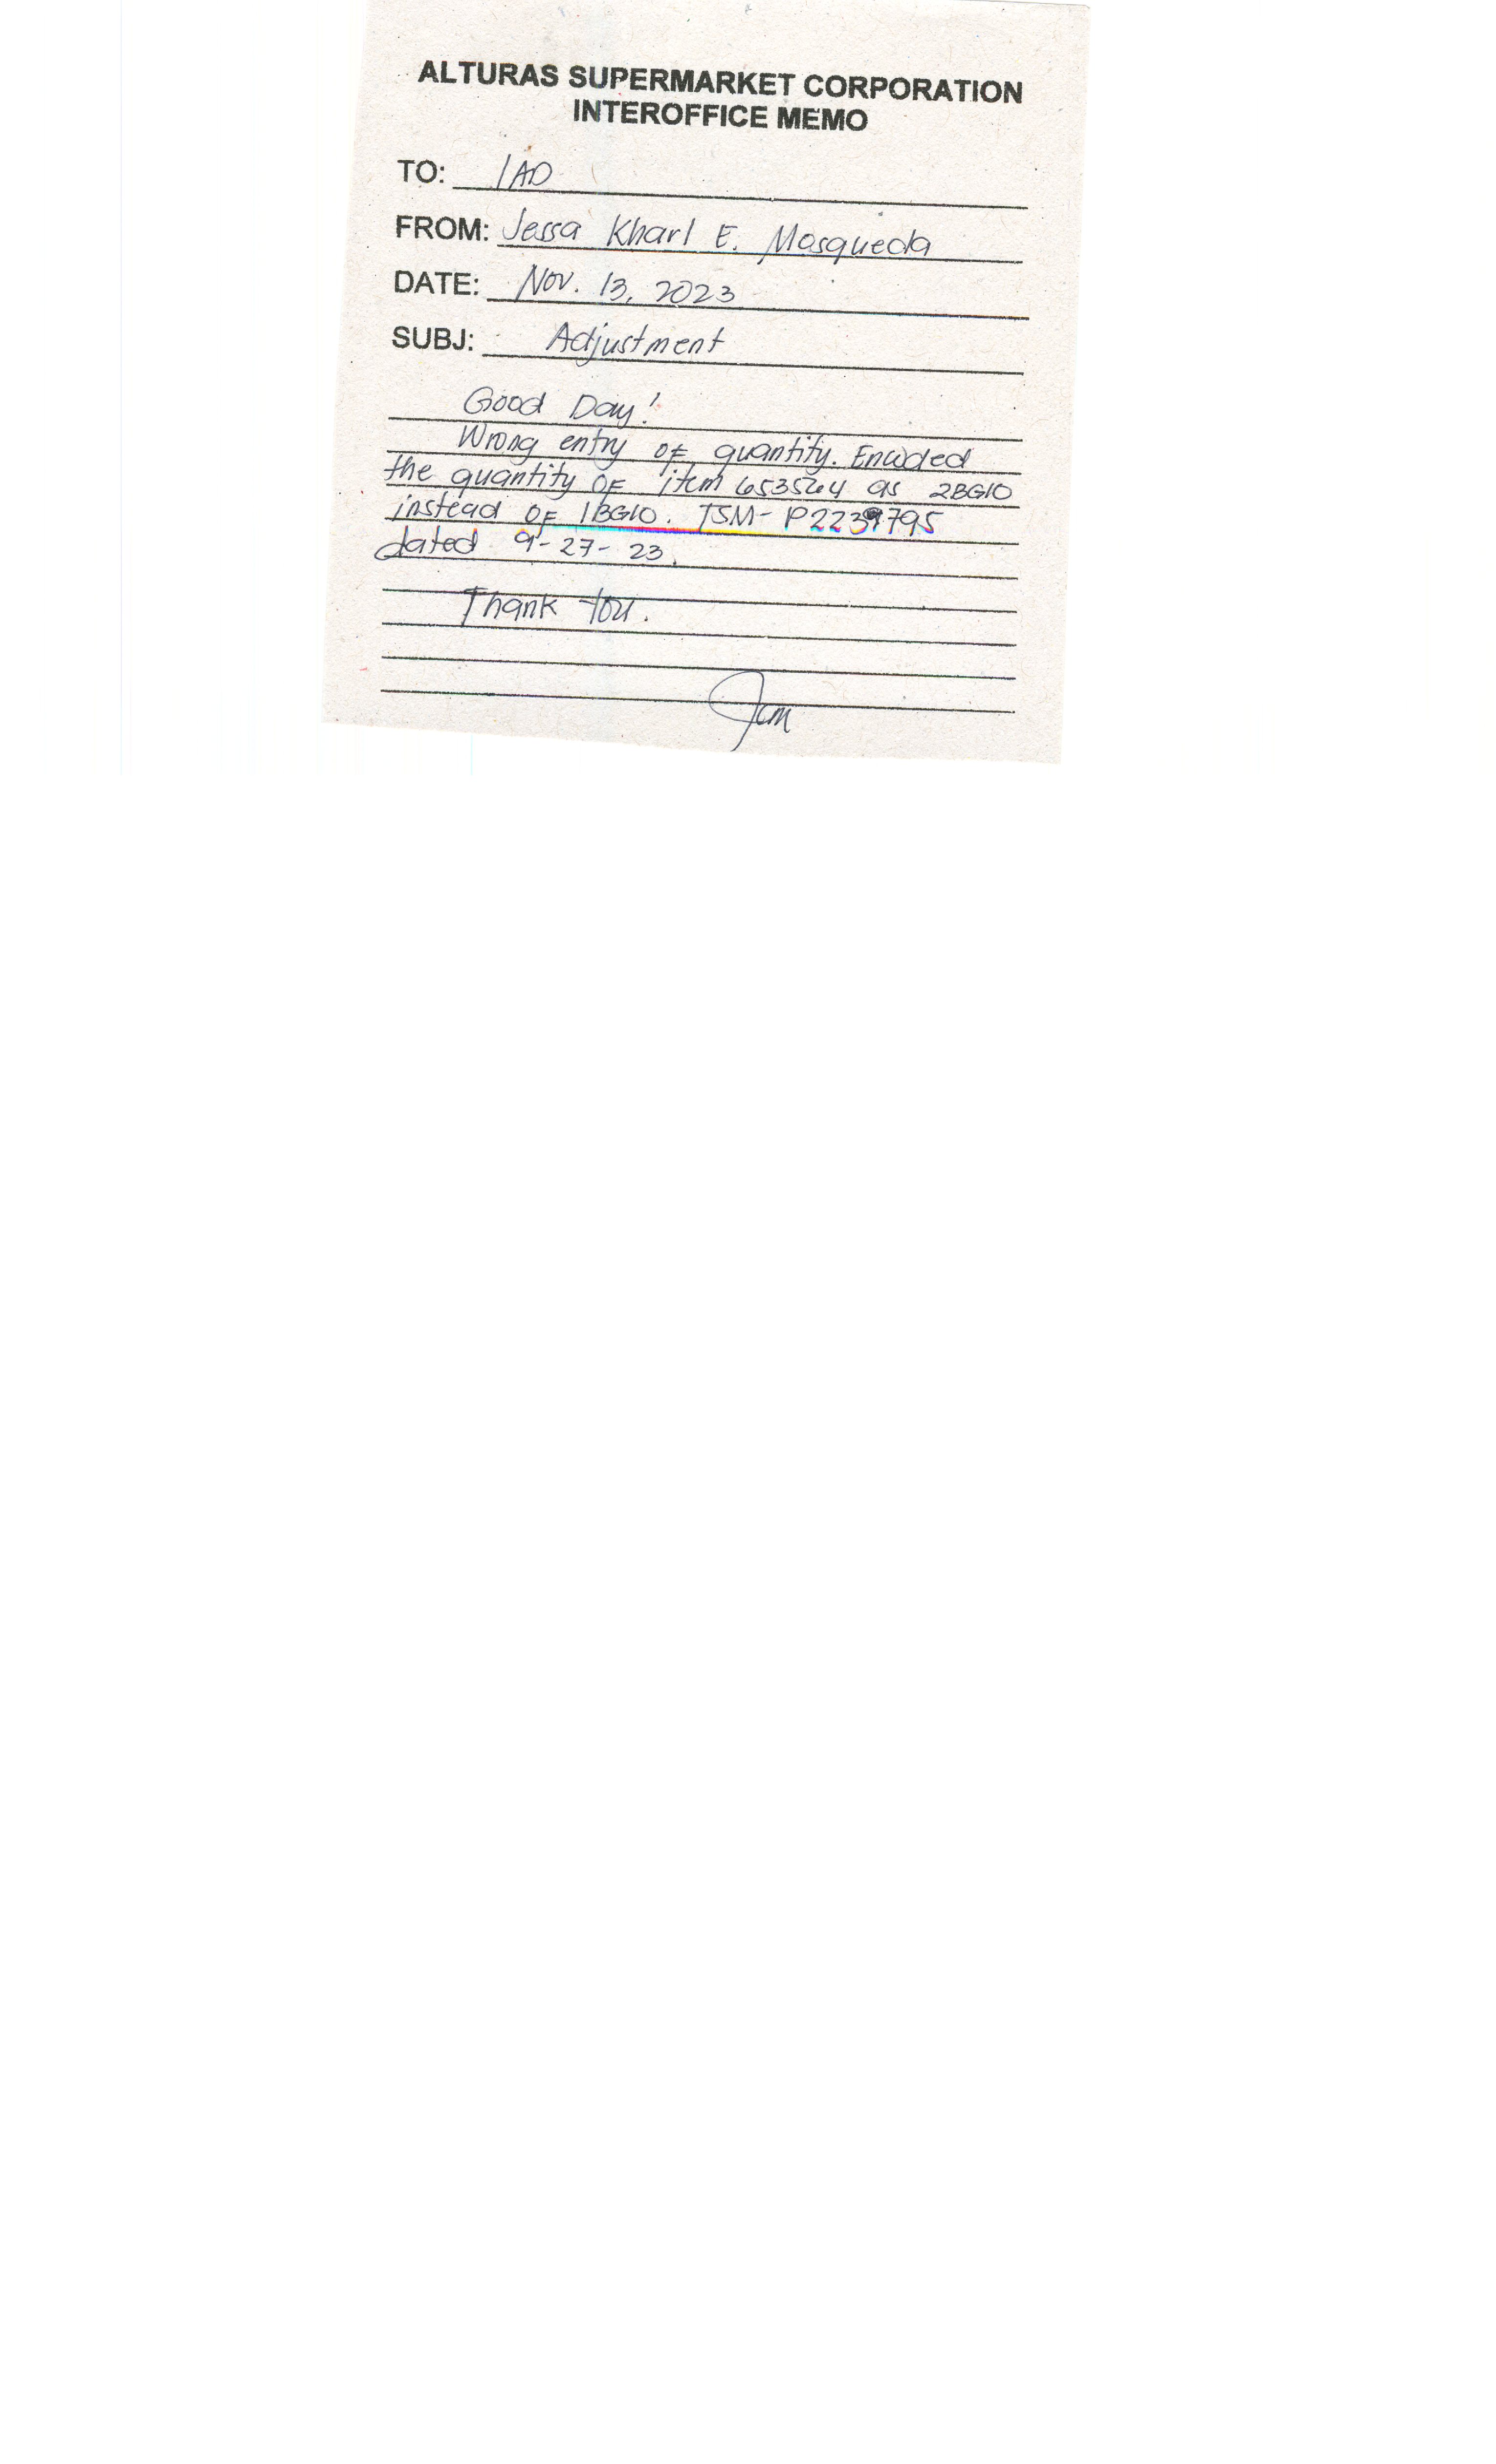 ALTURAS SUPERMARKET CORPORATION
INTEROFFICE MEMO
TO: IAD
FROM: Jessa Kharl E. Mosqueda
DATE: Nov. 13, 2023
SUBJ: Adjustment
Good Day!
Wrong entry of quantity. Encoded
the quantity of item 653564 as 2BG10
instead of 1BG10. TSM- P2239795
dated 9-27-23.
Thank You.